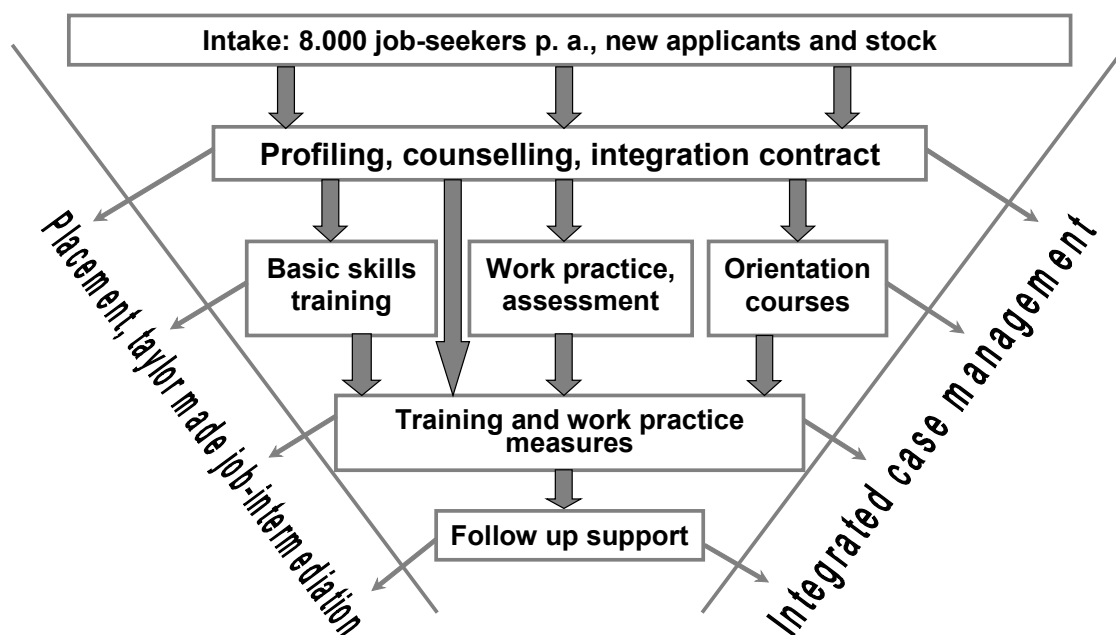 Intake: 8.000 job-seekers p. a., new applicants and stock
Profiling, counselling, integration contract
Basic skills
training
Work practice,
assessment
Orientation
courses
Training and work practice
measures
Follow up support
Placement, taylor made job-intermediation
Integrated case management